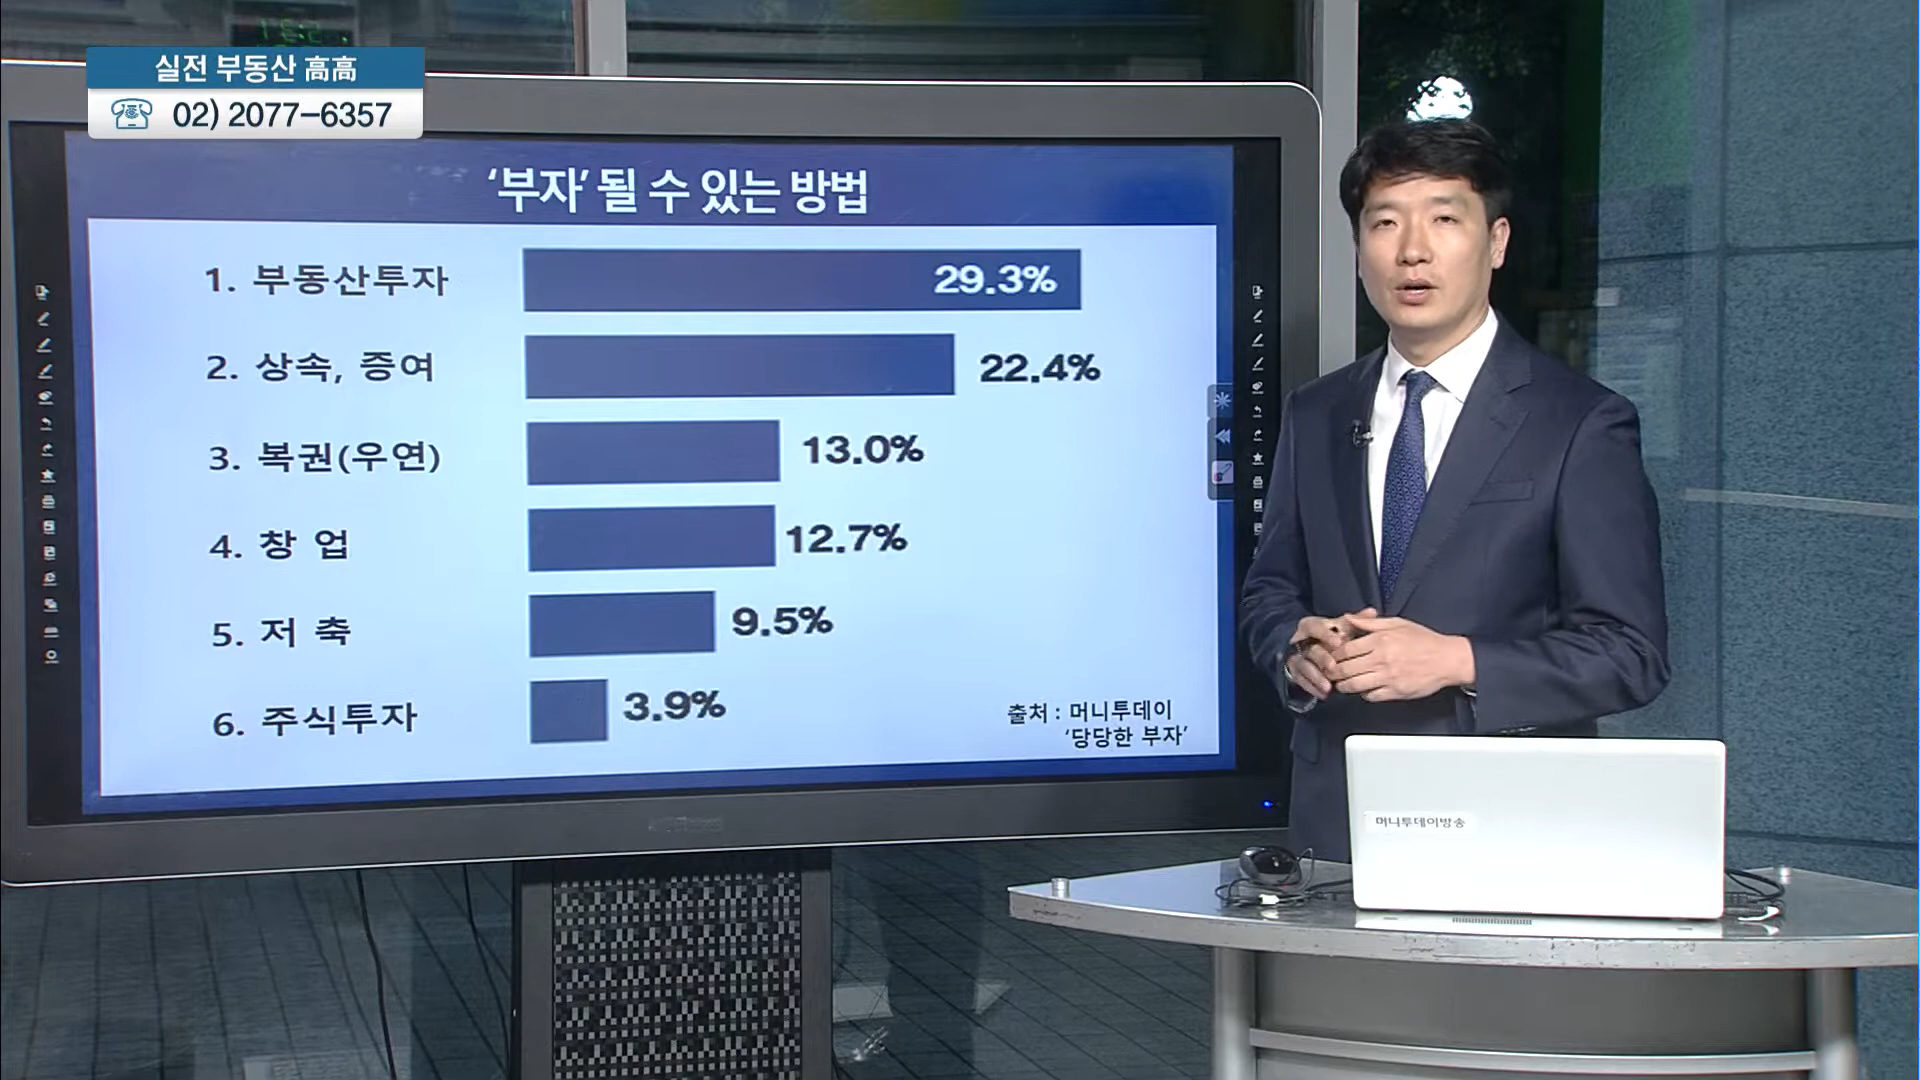 실전 부동산 高高
02) 2077-6357
‘부자’ 될 수 있는 방법
1. 부동산투자 29.3%
2. 상속, 증여 22.4%
3. 복권(우연) 13.0%
4. 창 업 12.7%
5. 저 축 9.5%
6. 주식투자 3.9%
출처 : 머니투데이
‘당당한 부자’
머니투데이방송